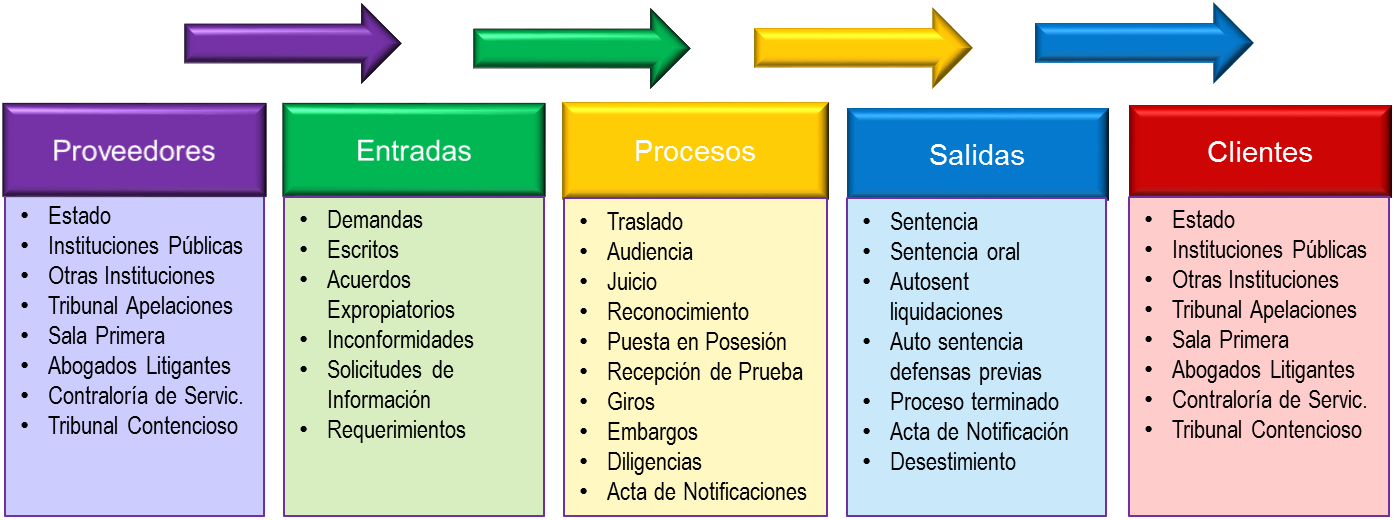 Proveedores
• Estado
• Instituciones Públicas
• Otras Instituciones
• Tribunal Apelaciones
• Sala Primera
• Abogados Litigantes
• Contraloría de Servic.
• Tribunal Contencioso
Entradas
• Demandas
• Escritos
• Acuerdos
Expropiatorios
• Inconformidades
• Solicitudes de
Información
• Requerimientos
Procesos
• Traslado
• Audiencia
• Juicio
• Reconocimiento
• Puesta en Posesión
• Recepción de Prueba
• Giros
• Embargos
• Diligencias
• Acta de Notificaciones
Salidas
• Sentencia
• Sentencia oral
• Autosent
liquidaciones
• Auto sentencia
defensas previas
• Proceso terminado
• Acta de Notificación
• Desestimiento
Clientes
• Estado
• Instituciones Públicas
• Otras Instituciones
• Tribunal Apelaciones
• Sala Primera
• Abogados Litigantes
• Contraloría de Servic.
• Tribunal Contencioso